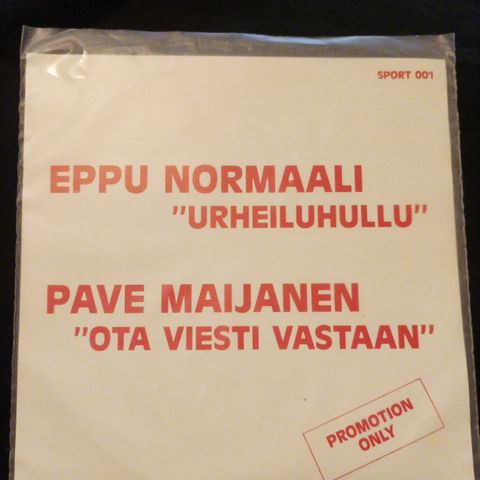 SPORT 001
EPPU NORMAALI
"URHEILUHULLU"
PAVE MAIJANEN
"OTA VIESTI VASTAAN"
PROMOTION
ONLY